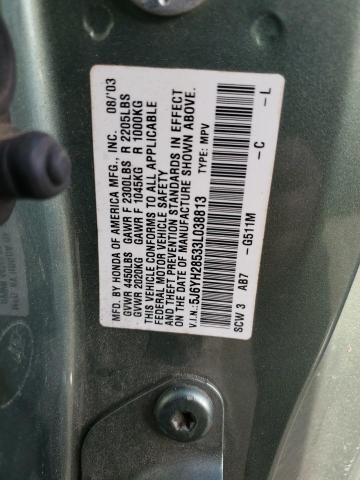 MFD. BY HONDA OF AMERICA MFG., INC. 08/03
GVWR 4450LBS GAWR F 2300LBS R 2205LBS
GVWR 2020KG GAWR F 1045KG R 1000KG
THIS VEHICLE CONFORMS TO ALL APPLICABLE
FEDERAL MOTOR VEHICLE SAFETY
AND THEFT PREVENTION STANDARDS IN EFFECT
ON THE DATE OF MANUFACTURE SHOWN ABOVE.
V.I.N.: 5J6YH28533L038813 TYPE: MPV
SCW 3 AB7 -G511M -C -L